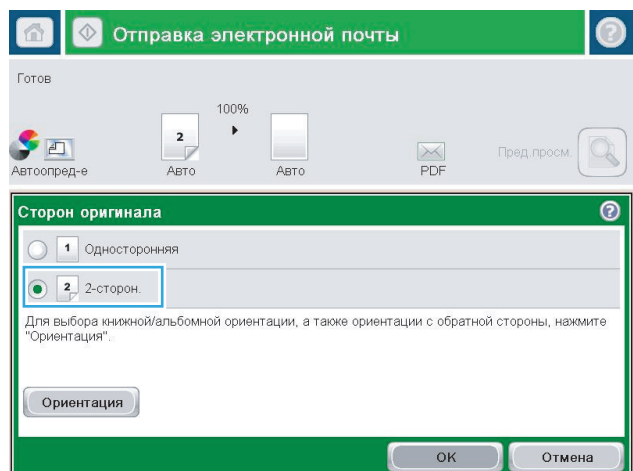 Отправка электронной почты
Готов
100%
2
Автоопред-е
Авто
Авто
PDF
Пред.просм.
Сторон оригинала
1 Односторонняя
2 2-сторон.
Для выбора книжной/альбомной ориентации, а также ориентации с обратной стороны, нажмите
"Ориентация".
Ориентация
OK
Отмена